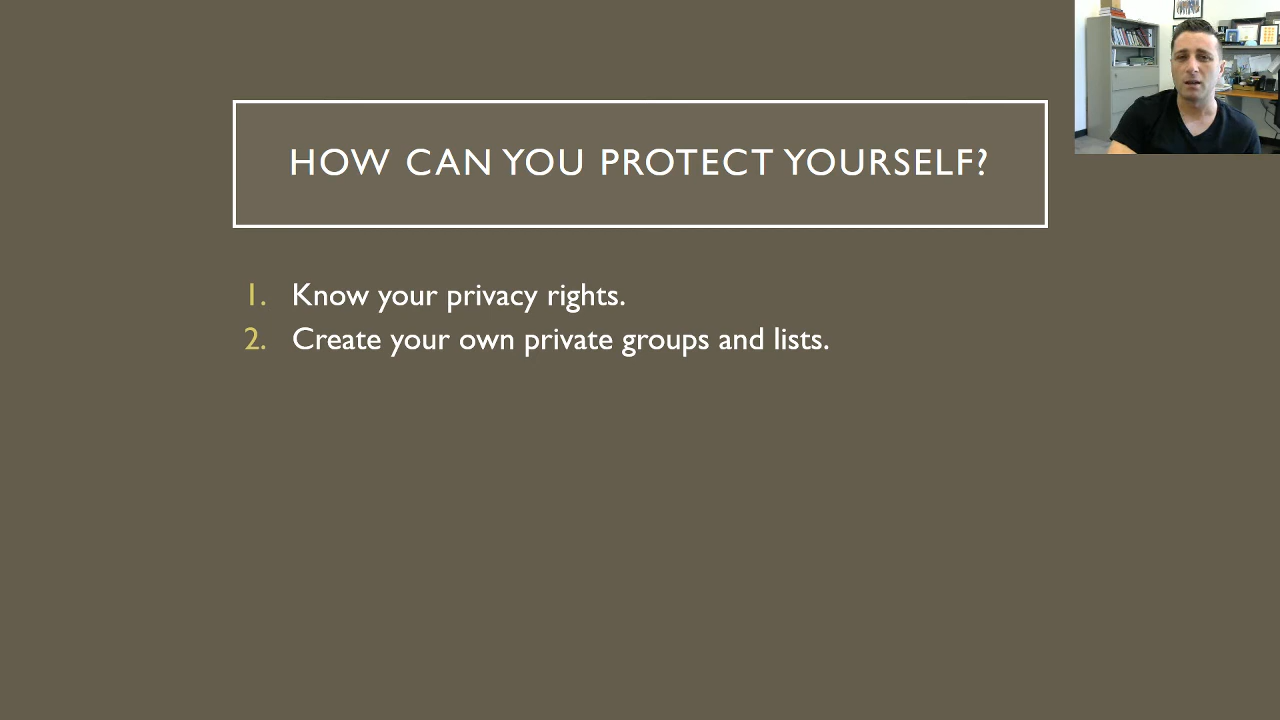 HOW CAN YOU PROTECT YOURSELF?
1. Know your privacy rights.
2. Create your own private groups and lists.